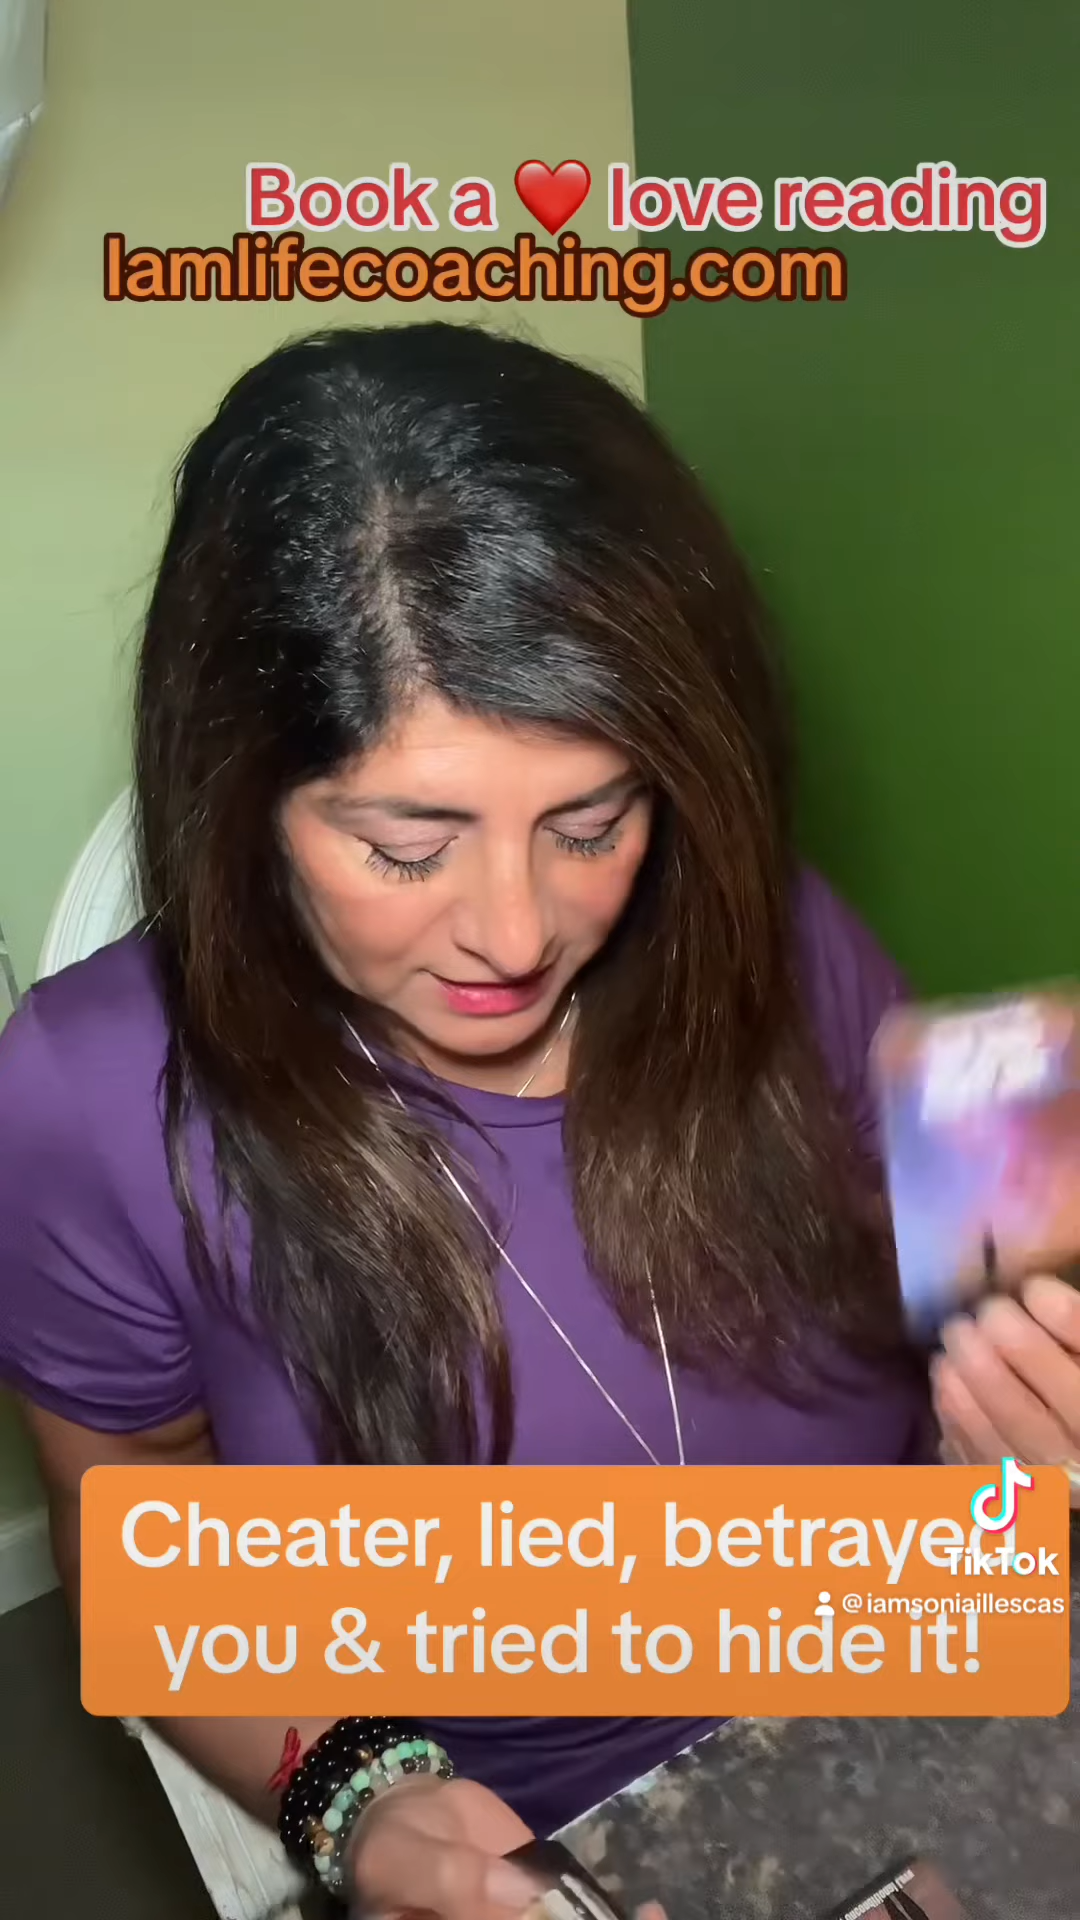 Book a ❤️ love reading
Iamlifecoaching.com
Cheater, lied, betrayed
you & tried to hide it!
TikTok
@iamsoniaillescas